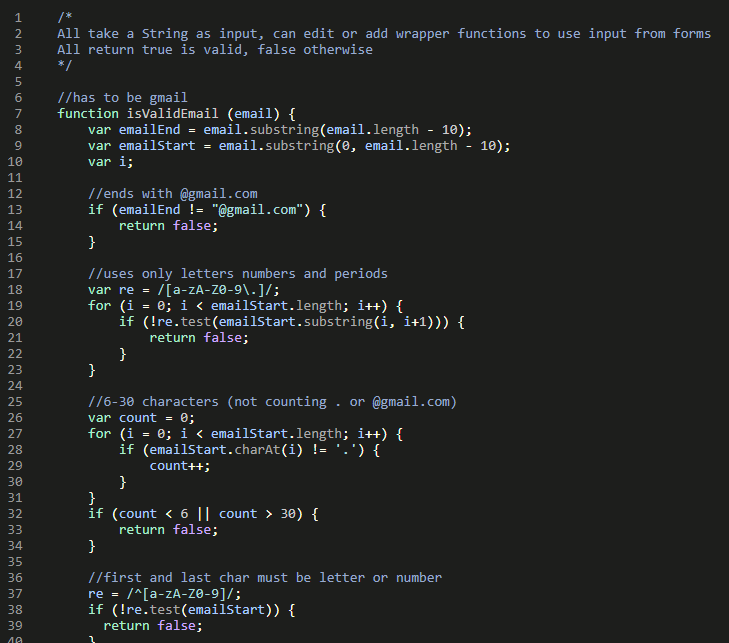 1 /*
2 All take a String as input, can edit or add wrapper functions to use input from forms
3 All return true is valid, false otherwise
4 */
5
6 //has to be gmail
7 function isValidEmail (email) {
8 var emailEnd = email.substring(email.length - 10);
9 var emailStart = email.substring(0, email.length - 10);
10 var i;
11
12 //ends with @gmail.com
13 if (emailEnd != "@gmail.com") {
14 return false;
15 }
16
17 //uses only letters numbers and periods
18 var re = /[a-zA-Z0-9\.]/;
19 for (i = 0; i < emailStart.length; i++) {
20 if (!re.test(emailStart.substring(i, i+1))) {
21 return false;
22 }
23 }
24
25 //6-30 characters (not counting . or @gmail.com)
26 var count = 0;
27 for (i = 0; i < emailStart.length; i++) {
28 if (emailStart.charAt(i) != '.') {
29 count++;
30 }
31 }
32 if (count < 6 || count > 30) {
33 return false;
34 }
35
36 //first and last char must be letter or number
37 re = /^[a-zA-Z0-9]/;
38 if (!re.test(emailStart)) {
39 return false;
40 }